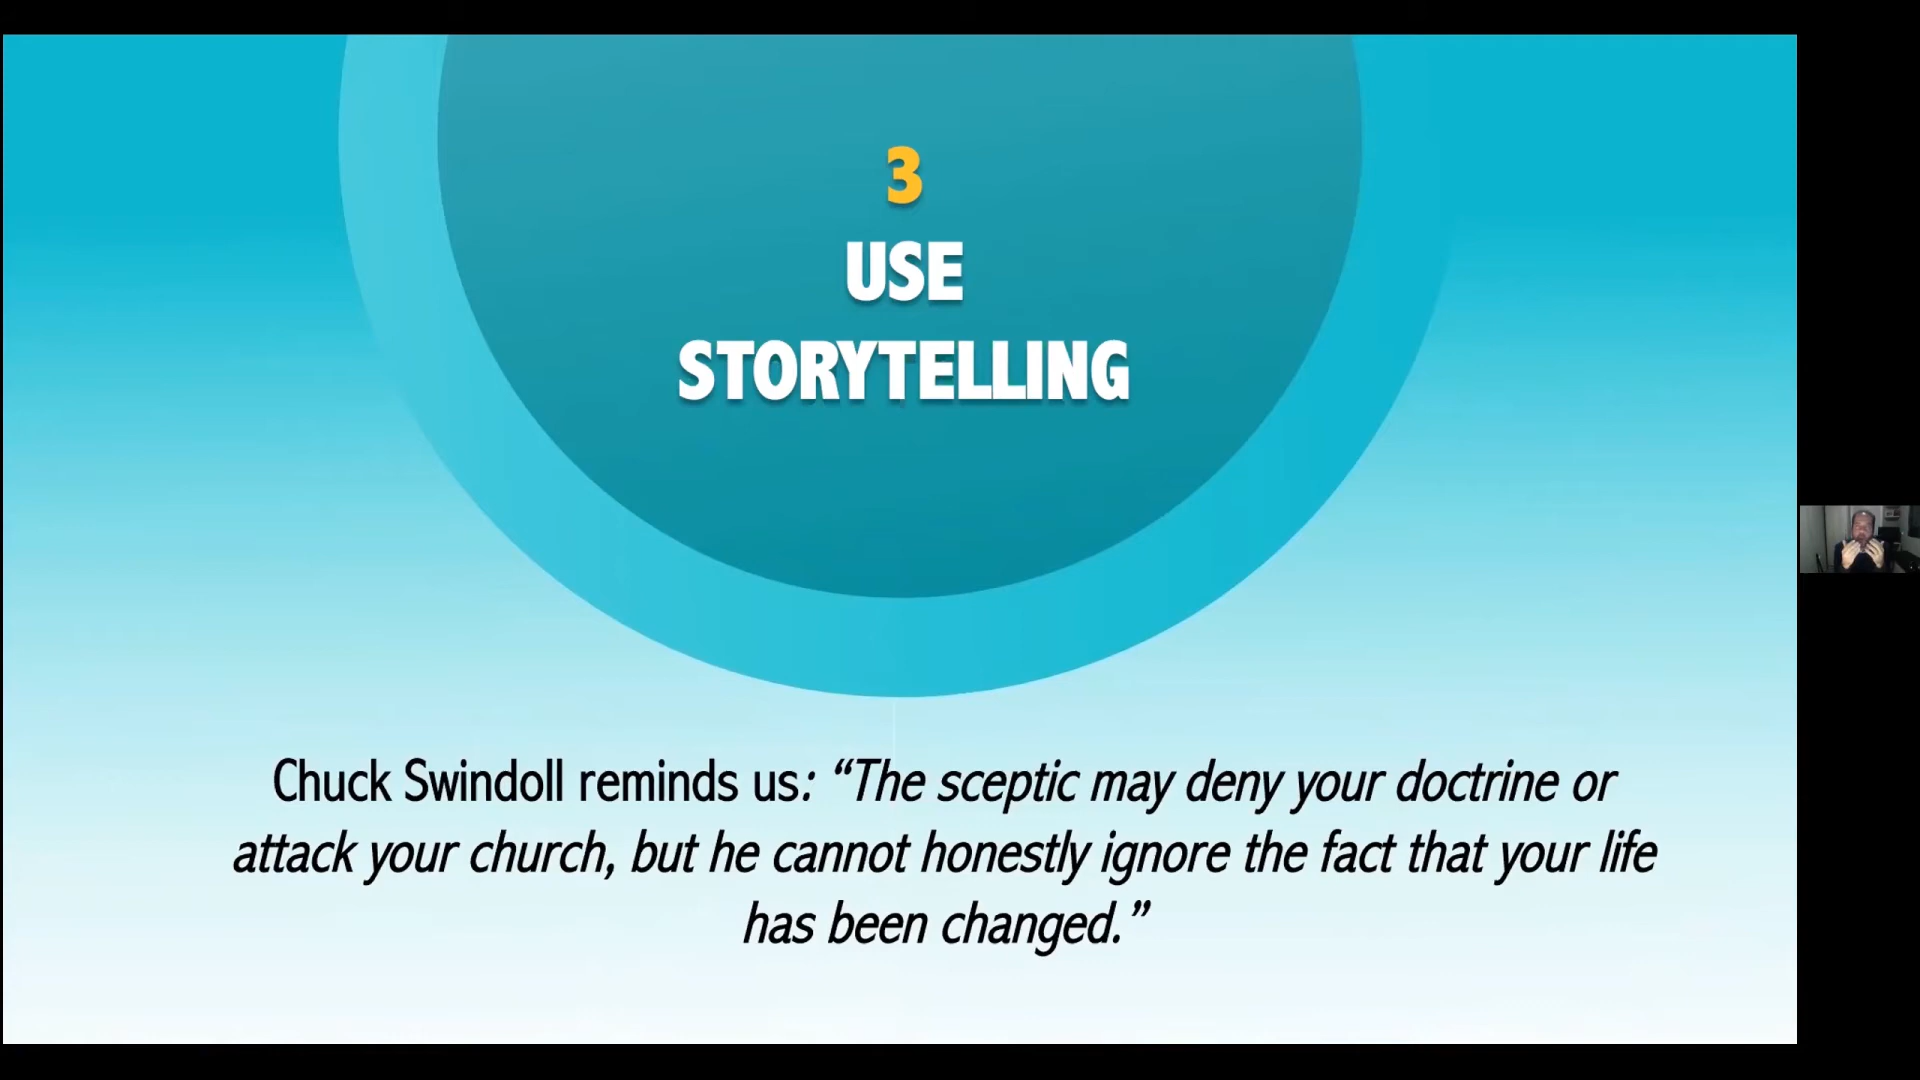 3
USE
STORYTELLING
Chuck Swindoll reminds us: “The sceptic may deny your doctrine or
attack your church, but he cannot honestly ignore the fact that your life
has been changed.”